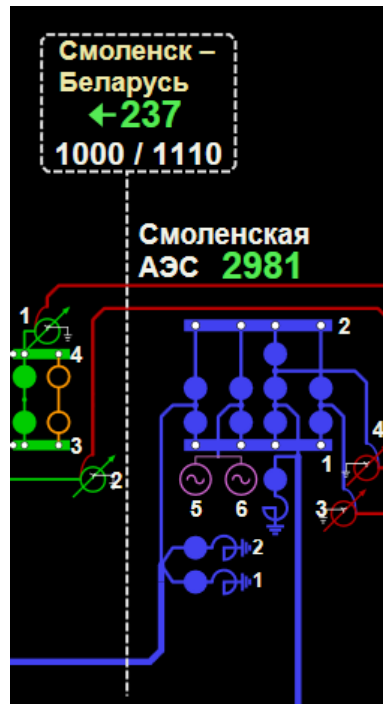 Смоленск –
Беларусь
←237
1000 / 1110
Смоленская
АЭС 2981
1
2
4
3
1
4
2
5
6
3
2
1